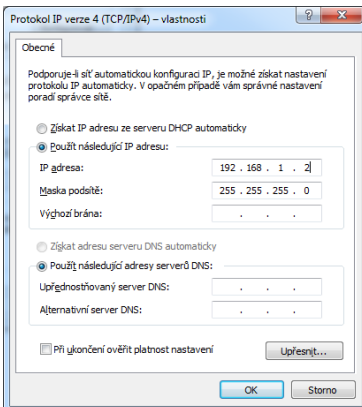 Protokol IP verze 4 (TCP/IPv4) – vlastnosti
Obecné
Podporuje-li síť automatickou konfiguraci IP, je možné získat nastavení
protokolu IP automaticky. V opačném případě vám správné nastavení
poradí správce sítě.
Získat IP adresu ze serveru DHCP automaticky
Použít následující IP adresu:
IP adresa: 192 . 168 . 1 . 2
Maska podsítě: 255 . 255 . 255 . 0
Výchozí brána: . . .
Získat adresu serveru DNS automaticky
Použít následující adresy serverů DNS:
Upřednostňovaný server DNS: . . .
Alternativní server DNS: . . .
Při ukončení ověřit platnost nastavení
Upřesnit...
OK Storno